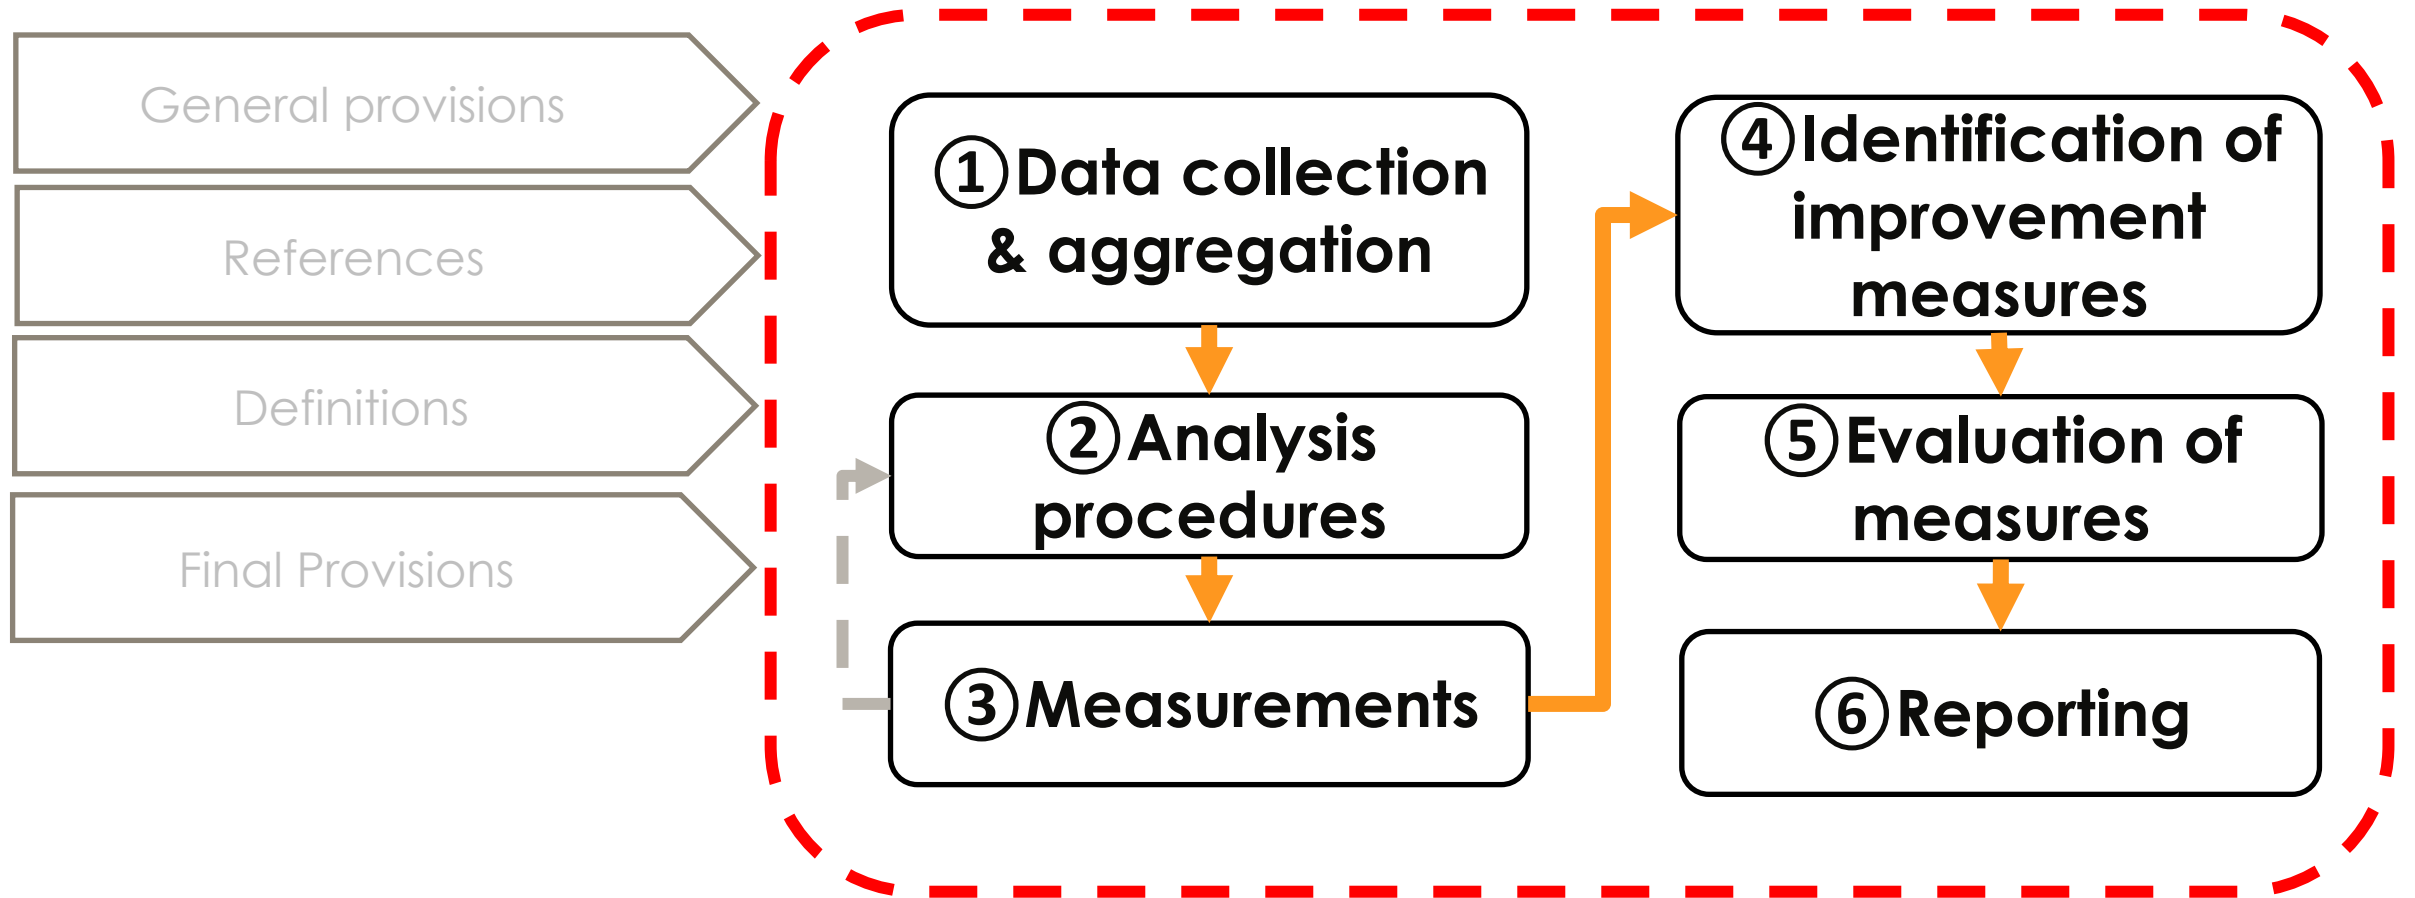 General provisions
References
Definitions
Final Provisions
①Data collection
& aggregation
②Analysis
procedures
③Measurements
④Identification of
improvement
measures
⑤Evaluation of
measures
⑥Reporting